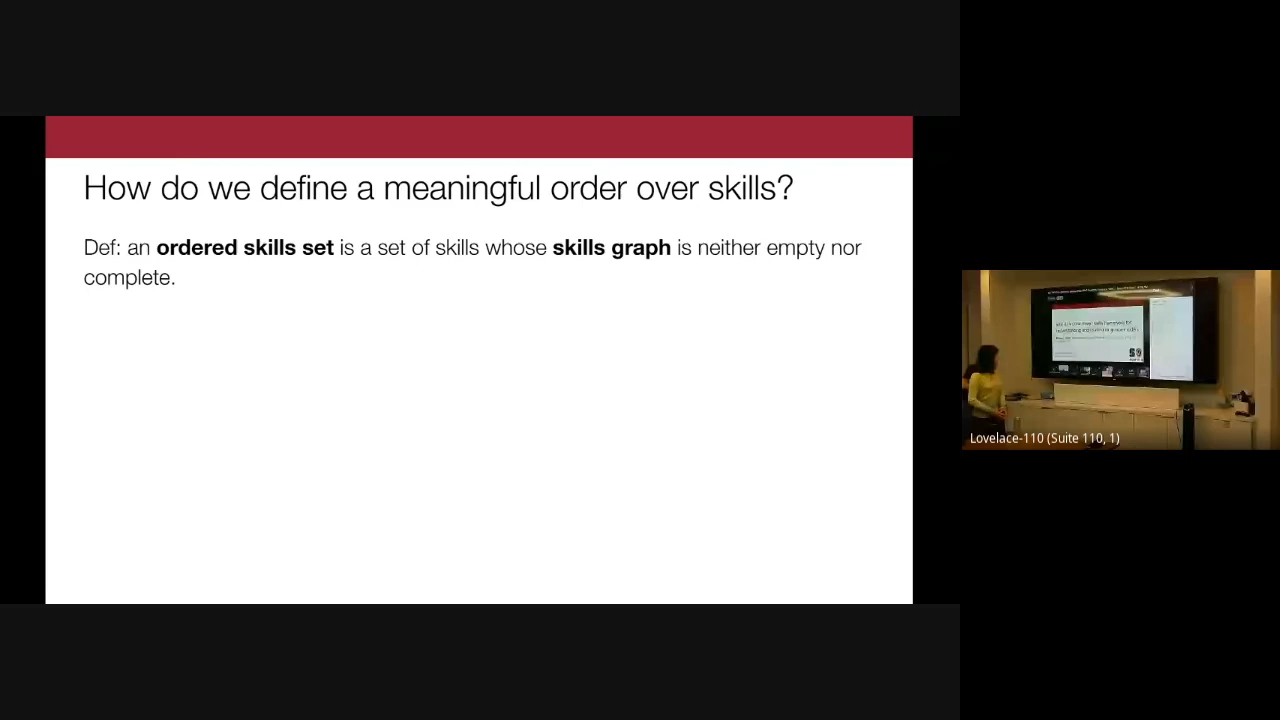 How do we define a meaningful order over skills?
Def: an ordered skills set is a set of skills whose skills graph is neither empty nor
complete.
Lovelace-110 (Suite 110, 1)